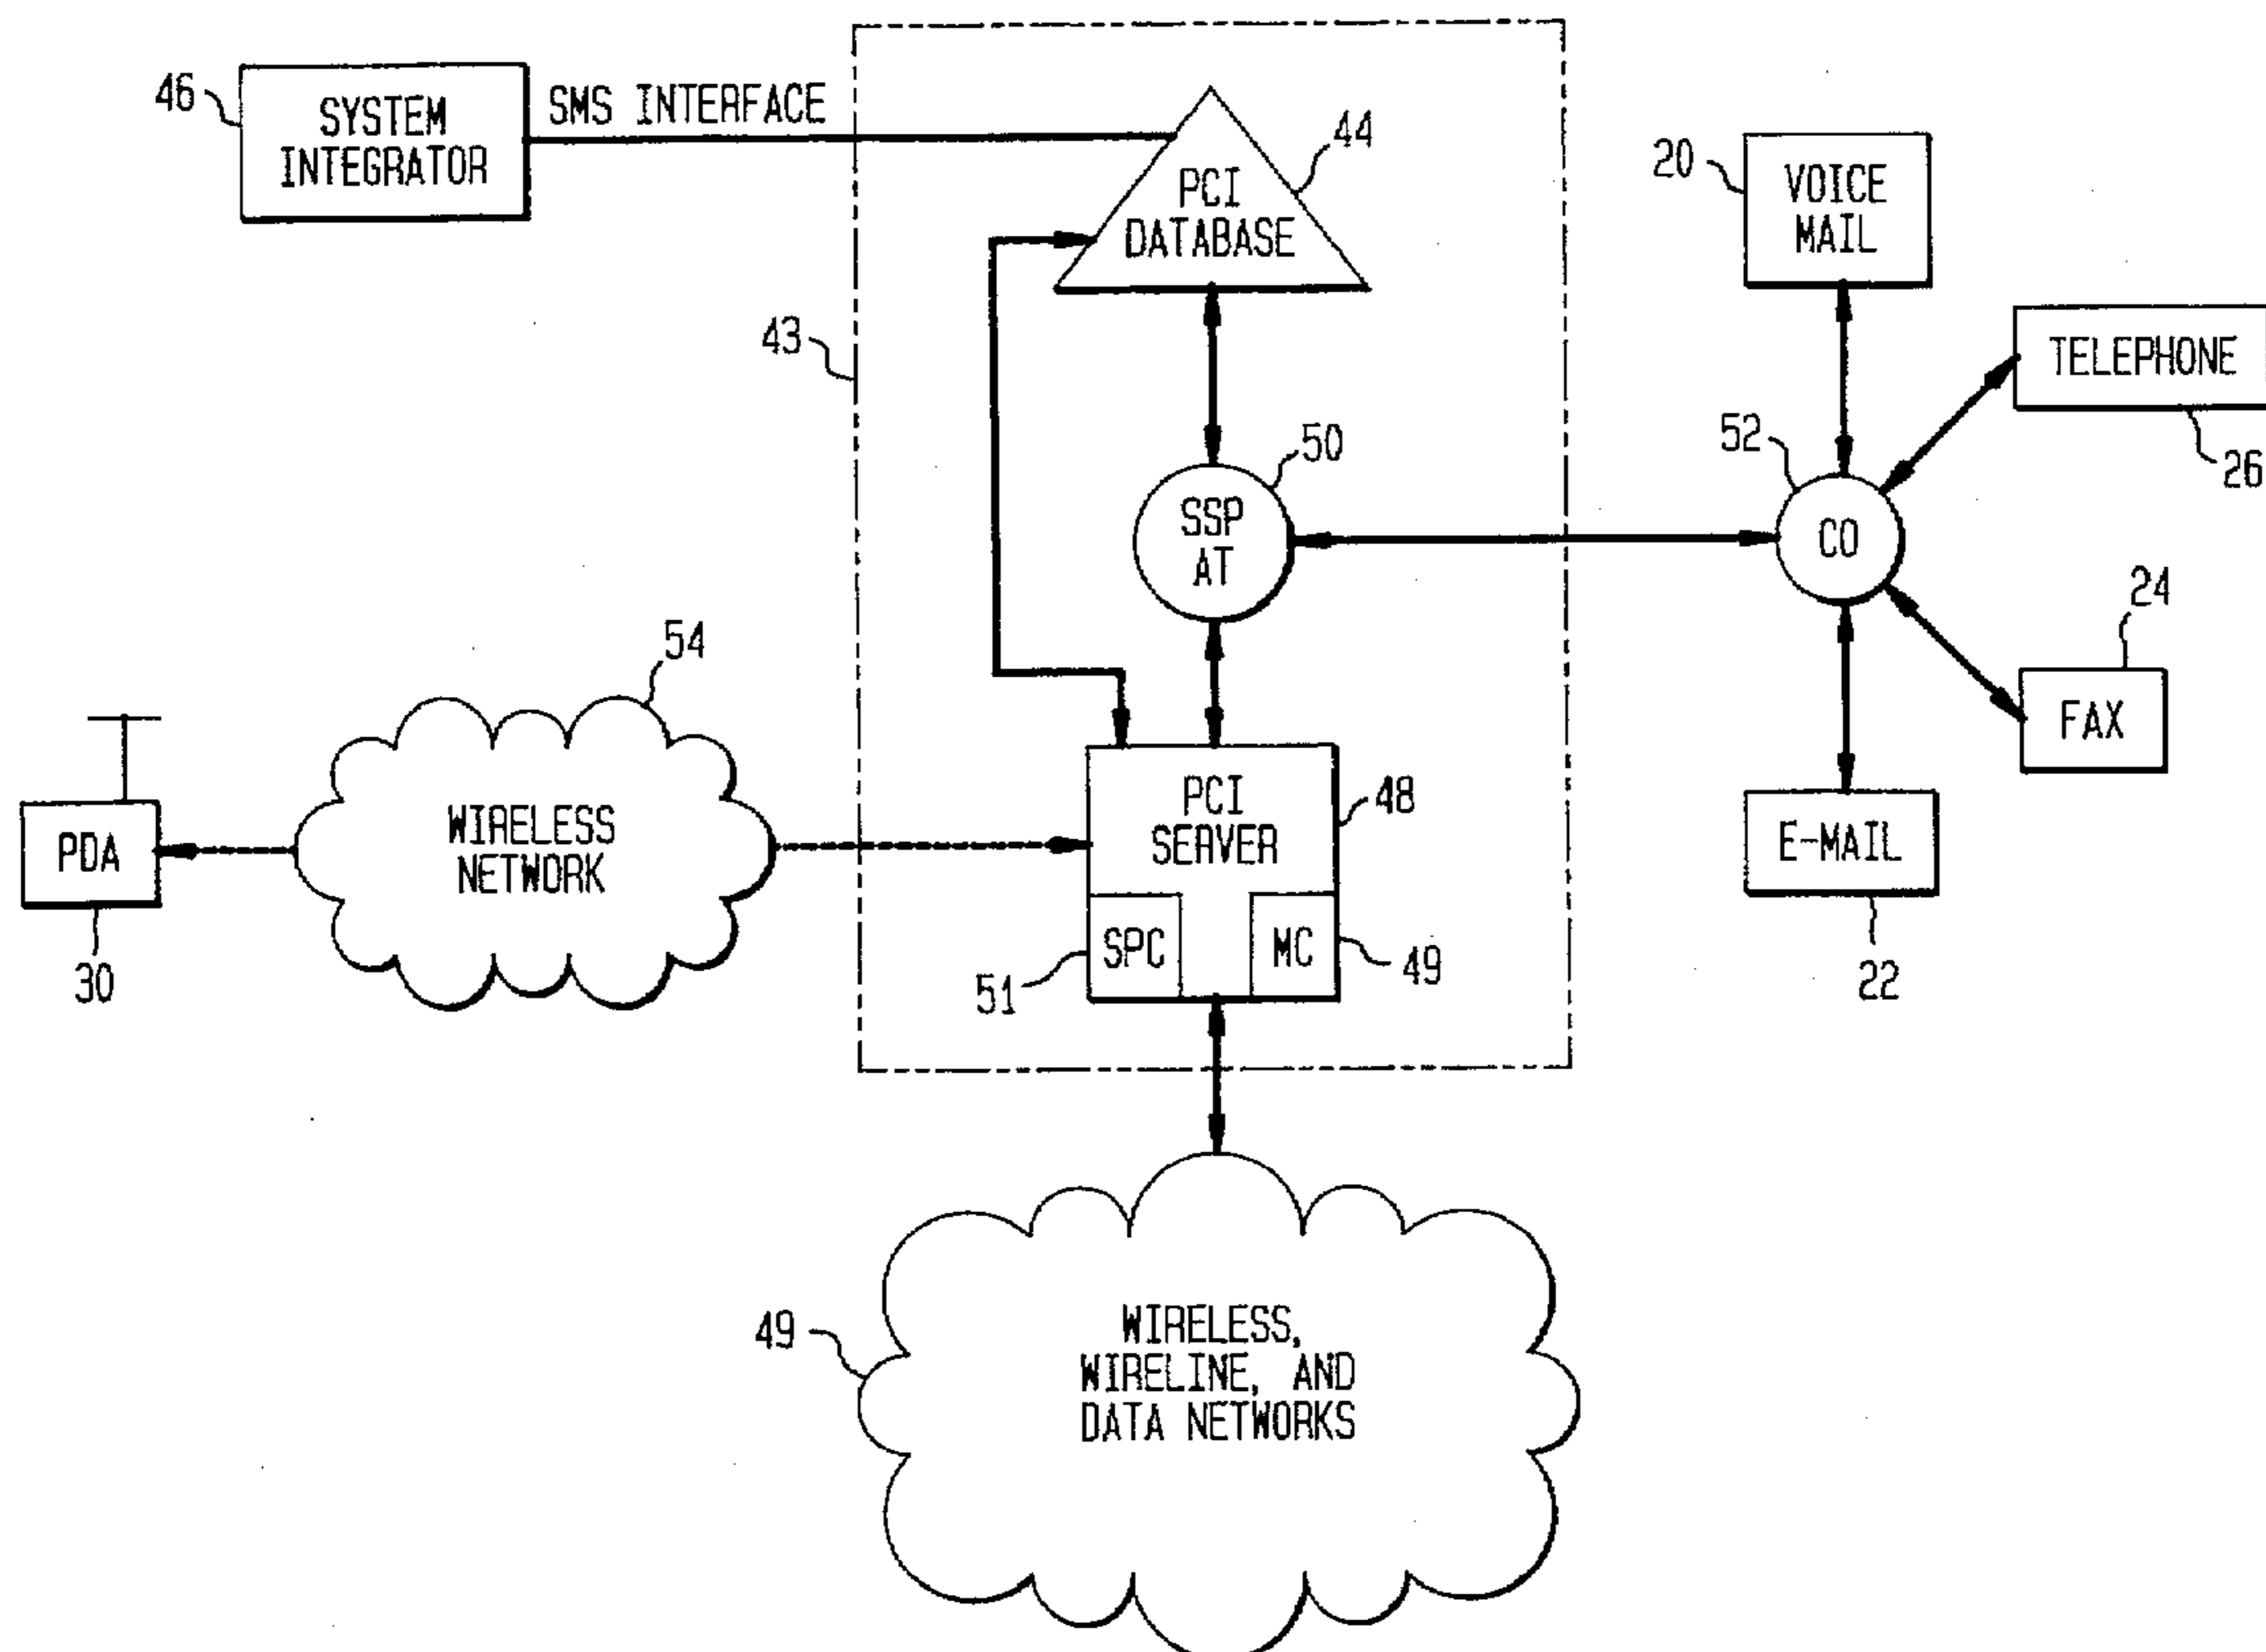 46
SYSTEM
INTEGRATOR
SMS INTERFACE
44
PCI
DATABASE
20
VOICE
MAIL
43
TELEPHONE
26
50
SSP
AT
52
CO
24
FAX
54
WIRELESS
NETWORK
PDA
30
PCI
SERVER
48
SPC
MC
51
49
E-MAIL
22
49
WIRELESS,
WIRELINE, AND
DATA NETWORKS